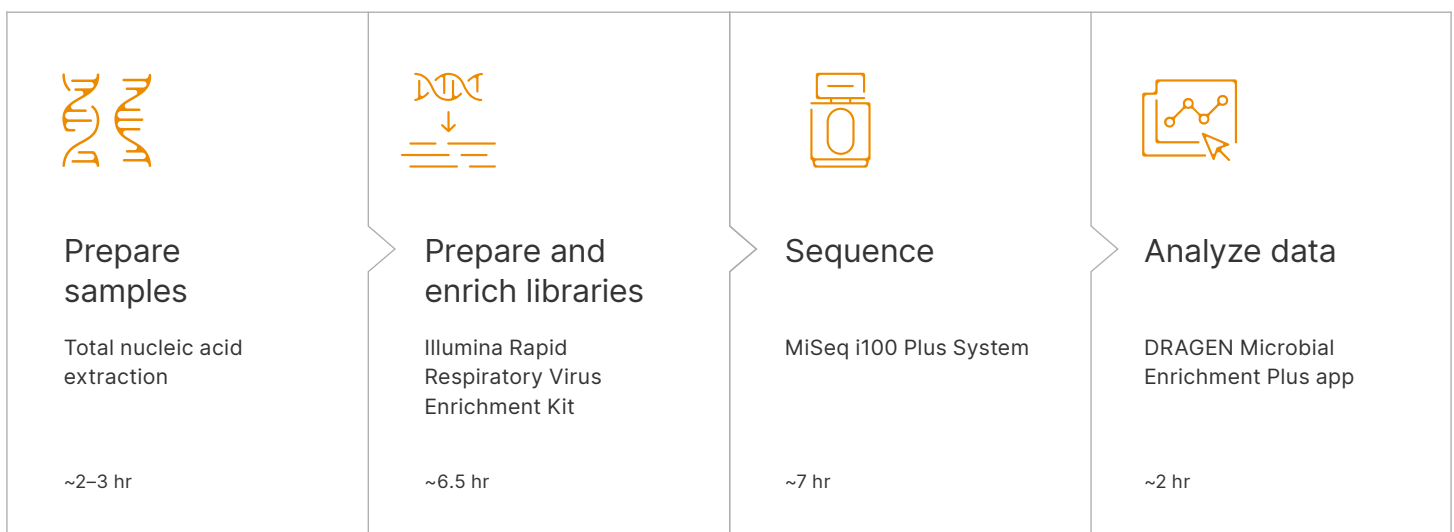 Prepare
samples
Total nucleic acid
extraction
~2–3 hr
Prepare and
enrich libraries
Illumina Rapid
Respiratory Virus
Enrichment Kit
~6.5 hr
Sequence
MiSeq i100 Plus System
~7 hr
Analyze data
DRAGEN Microbial
Enrichment Plus app
~2 hr